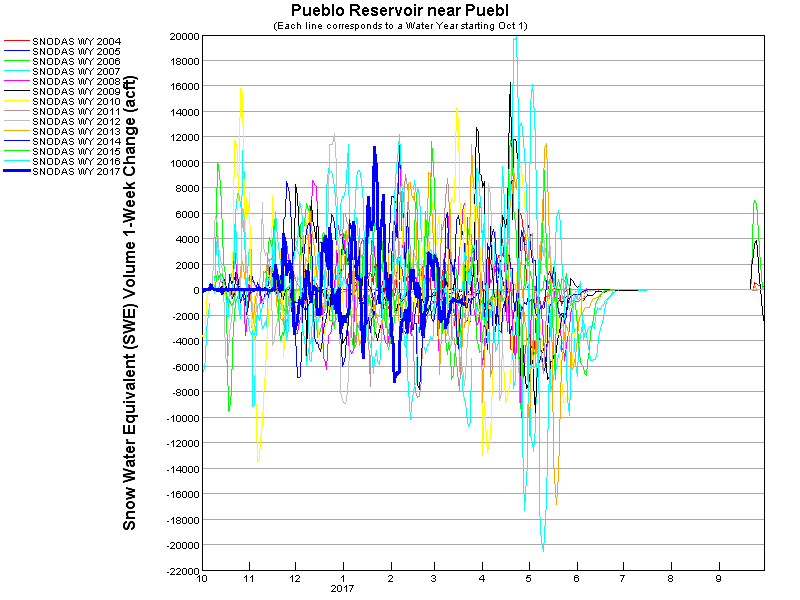 Pueblo Reservoir near Puebl
(Each line corresponds to a Water Year starting Oct 1)
SNODAS WY 2004
SNODAS WY 2005
SNODAS WY 2006
SNODAS WY 2007
SNODAS WY 2008
SNODAS WY 2009
SNODAS WY 2010
SNODAS WY 2011
SNODAS WY 2012
SNODAS WY 2013
SNODAS WY 2014
SNODAS WY 2015
SNODAS WY 2016
SNODAS WY 2017
Snow Water Equivalent (SWE) Volume 1-Week Change (acft)
20000
18000
16000
14000
12000
10000
8000
6000
4000
2000
0
-2000
-4000
-6000
-8000
-10000
-12000
-14000
-16000
-18000
-20000
-22000
10 11 12 1 2 3 4 5 6 7 8 9
2017